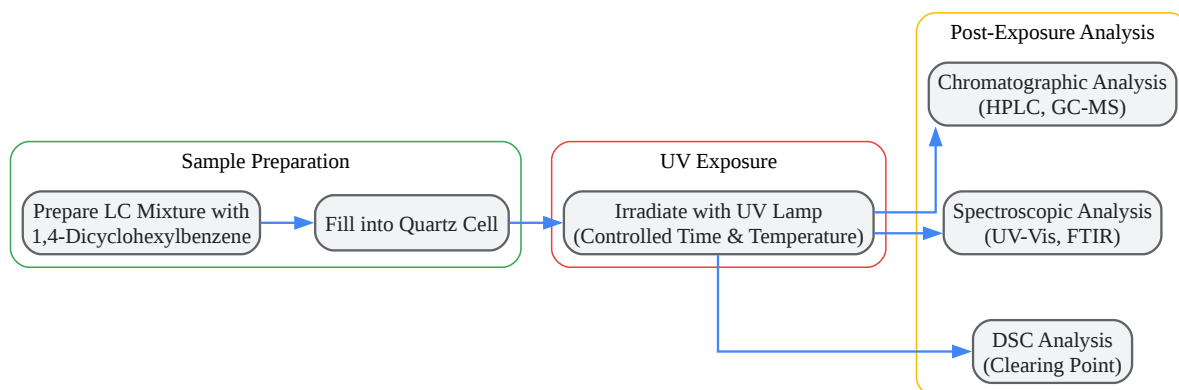 Sample Preparation
Prepare LC Mixture with
1,4-Dicyclohexylbenzene
Fill into Quartz Cell
UV Exposure
Irradiate with UV Lamp
(Controlled Time & Temperature)
Post-Exposure Analysis
Chromatographic Analysis
(HPLC, GC-MS)
Spectroscopic Analysis
(UV-Vis, FTIR)
DSC Analysis
(Clearing Point)